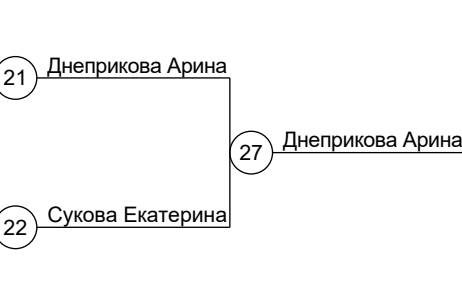 21 Днеприкова Арина
27 Днеприкова Арина
22 Сукова Екатерина